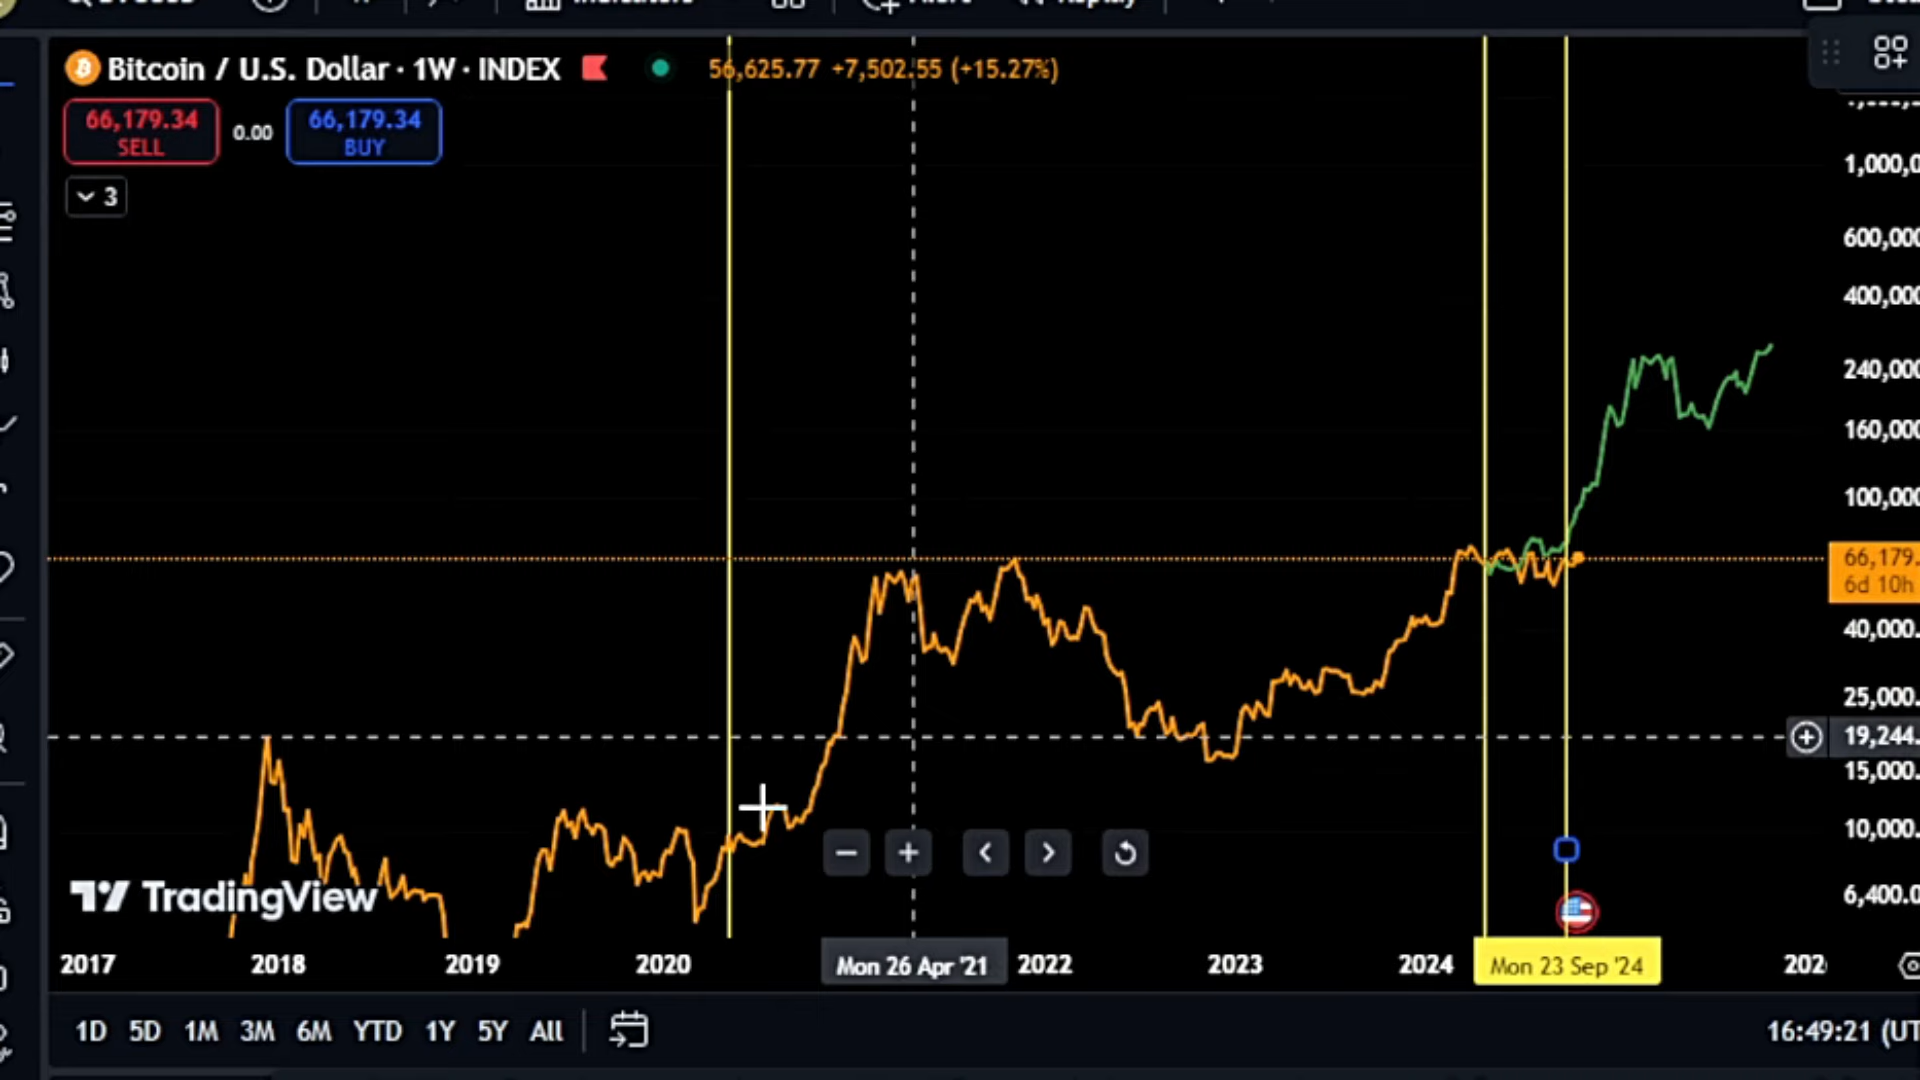 Indicators
Alert
Replay
Bitcoin / U.S. Dollar · 1W · INDEX
56,625.77 +7,502.55 (+15.27%)
66,179.34
SELL
0.00
66,179.34
BUY
3
1,000,0
600,000
400,000
240,000
160,000
100,000
66,179.
6d 10h
40,000.
25,000.
19,244.
15,000.
10,000.
6,400.0
TradingView
2017 2018 2019 2020 Mon 26 Apr '21 2022 2023 2024 Mon 23 Sep '24 202
1D 5D 1M 3M 6M YTD 1Y 5Y All
16:49:21 (UT